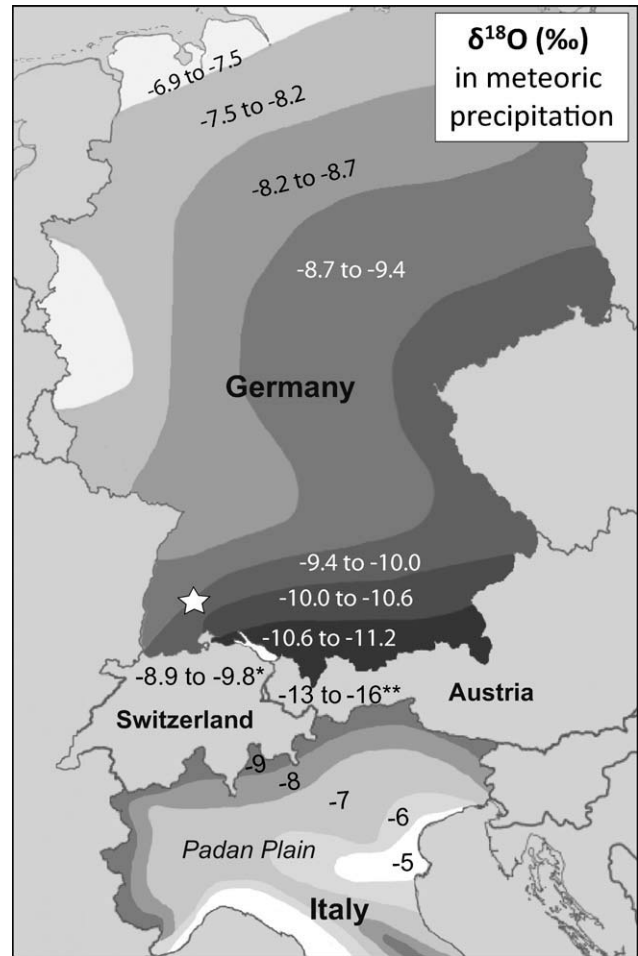 δ¹⁸O (‰)
in meteoric
precipitation
-6.9 to -7.5
-7.5 to -8.2
-8.2 to -8.7
-8.7 to -9.4
Germany
-9.4 to -10.0
-10.0 to -10.6
-10.6 to -11.2
-8.9 to -9.8*
-13 to -16**
Austria
Switzerland
-9
-8
-7
-6
Padan Plain
-5
Italy